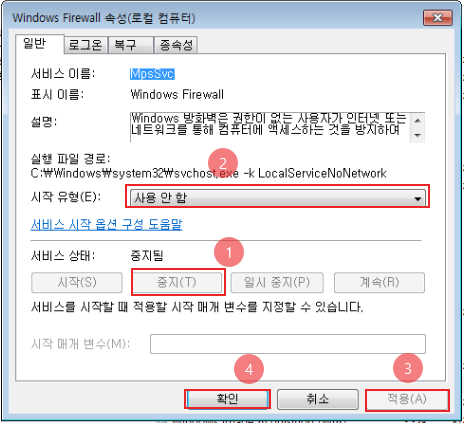 Windows Firewall 속성(로컬 컴퓨터)
일반 로그온 복구 종속성
서비스 이름: MpsSvc
표시 이름: Windows Firewall
설명: Windows 방화벽은 권한이 없는 사용자가 인터넷 또는
네트워크를 통해 컴퓨터에 액세스하는 것을 방지하여
실행 파일 경로:
2
C:₩Windows₩system32₩svchost.exe -k LocalServiceNoNetwork
시작 유형(E): 사용 안 함
서비스 시작 옵션 구성 도움말
1
서비스 상태: 중지됨
시작(S) 중지(T) 일시 중지(P) 계속(R)
서비스를 시작할 때 적용할 시작 매개 변수를 지정할 수 있습니다.
시작 매개 변수(M):
4 3
확인 취소 적용(A)